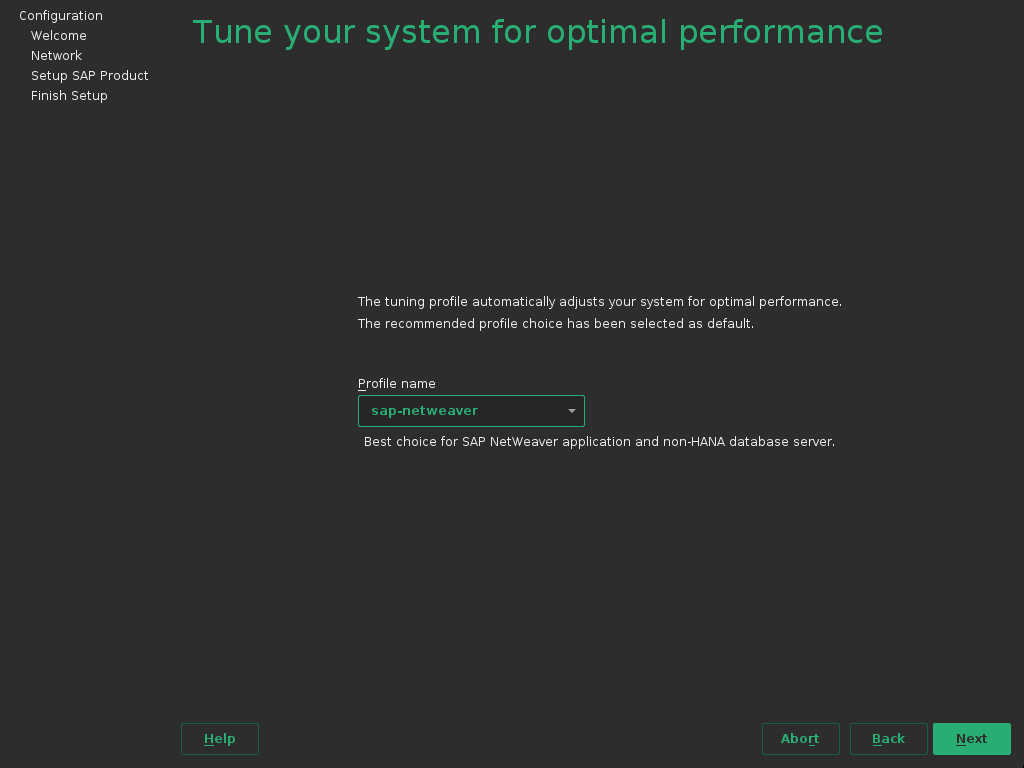 Configuration
Welcome
Network
Setup SAP Product
Finish Setup
Tune your system for optimal performance
The tuning profile automatically adjusts your system for optimal performance.
The recommended profile choice has been selected as default.
Profile name
sap-netweaver
Best choice for SAP NetWeaver application and non-HANA database server.
Help
Abort
Back
Next